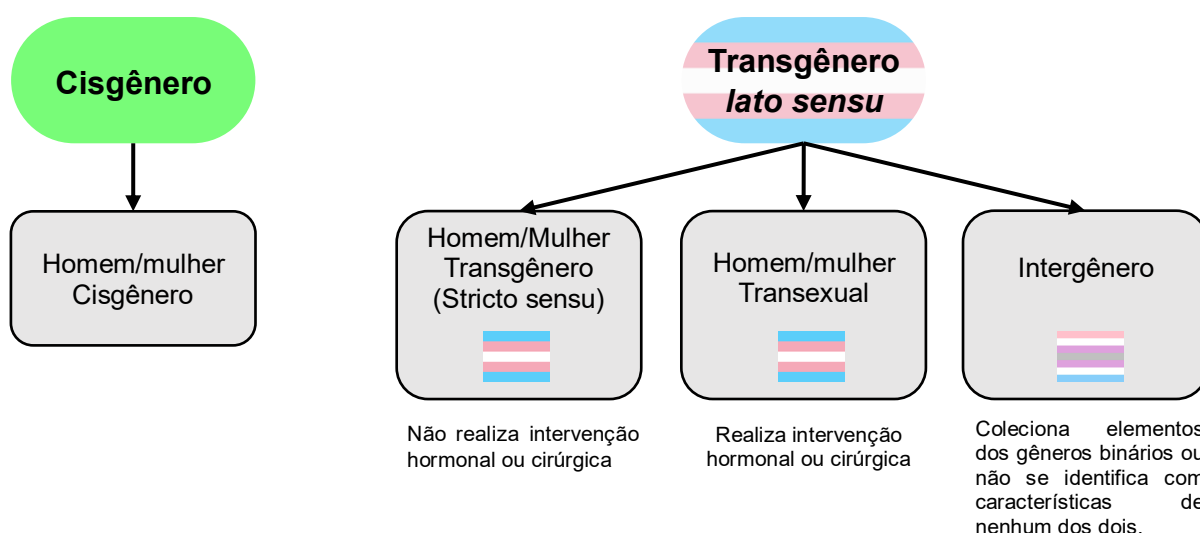 Cisgênero
Transgênero
lato sensu
Homem/mulher
Cisgênero
Homem/Mulher
Transgênero
(Stricto sensu)
Homem/mulher
Transexual
Intergênero
Não realiza intervenção
hormonal ou cirúrgica
Realiza intervenção
hormonal ou cirúrgica
Coleciona elementos
dos gêneros binários ou
não se identifica com
características de
nenhum dos dois.